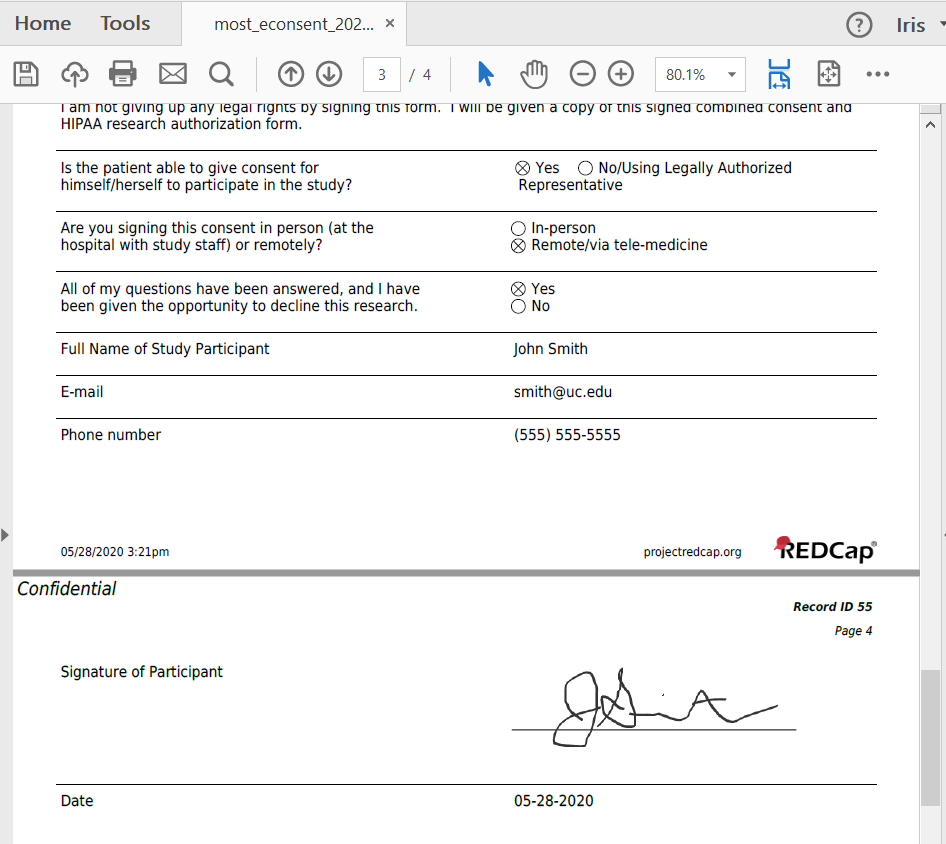 Home Tools most_econsent_202... × ? Iris
3 / 4 80.1%
I am not giving up any legal rights by signing this form. I will be given a copy of this signed combined consent and
HIPAA research authorization form.
Is the patient able to give consent for
himself/herself to participate in the study?
Yes No/Using Legally Authorized
Representative
Are you signing this consent in person (at the
hospital with study staff) or remotely?
In-person
Remote/via tele-medicine
All of my questions have been answered, and I have
been given the opportunity to decline this research.
Yes
No
Full Name of Study Participant John Smith
E-mail smith@uc.edu
Phone number (555) 555-5555
05/28/2020 3:21pm projectredcap.org REDCap®
Confidential
Record ID 55
Page 4
Signature of Participant
Date 05-28-2020